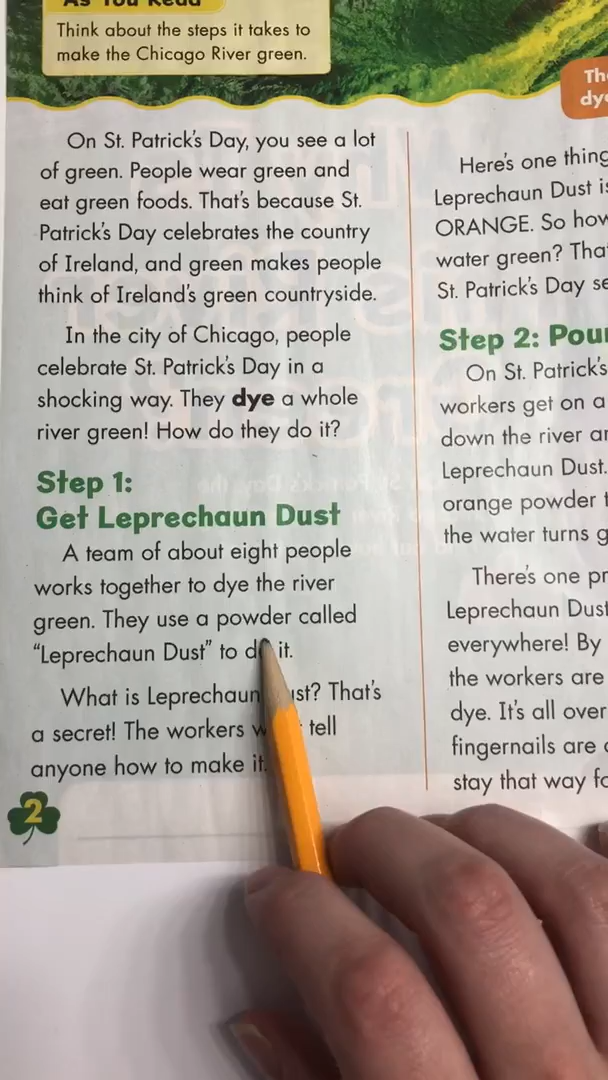 As You Read
Think about the steps it takes to
make the Chicago River green.
On St. Patrick's Day, you see a lot
of green. People wear green and
eat green foods. That's because St.
Patrick's Day celebrates the country
of Ireland, and green makes people
think of Ireland's green countryside.
In the city of Chicago, people
celebrate St. Patrick's Day in a
shocking way. They dye a whole
river green! How do they do it?
Step 1:
Get Leprechaun Dust
A team of about eight people
works together to dye the river
green. They use a powder called
"Leprechaun Dust" to do it.
What is Leprechaun Dust? That's
a secret! The workers won't tell
anyone how to make it.
2
Here's one thing
Leprechaun Dust is
ORANGE. So how
water green?
St. Patrick's Day
Step 2: Pour
On St. Patrick's
workers get on a
down the river
Leprechaun Dust.
orange powder
the water turns
There's one
Leprechaun Dust
everywhere! By
the workers are
dye. It's all over
fingernails are
stay that way